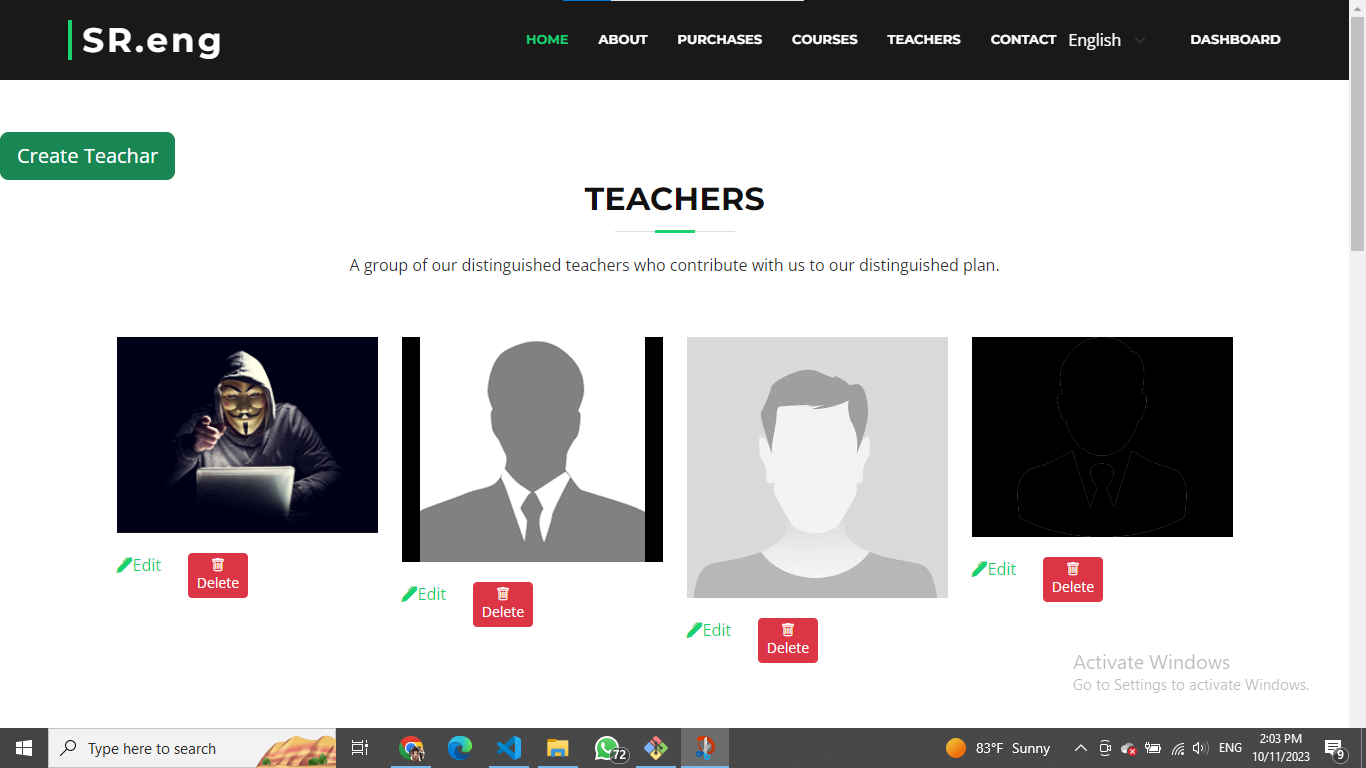 SR.eng
HOME ABOUT PURCHASES COURSES TEACHERS CONTACT English DASHBOARD
Create Teachar
TEACHERS
A group of our distinguished teachers who contribute with us to our distinguished plan.
Edit Delete
Edit Delete
Edit Delete
Edit Delete
Activate Windows
Go to Settings to activate Windows.
Type here to search
72
83°F Sunny
ENG
2:03 PM
10/11/2023
9